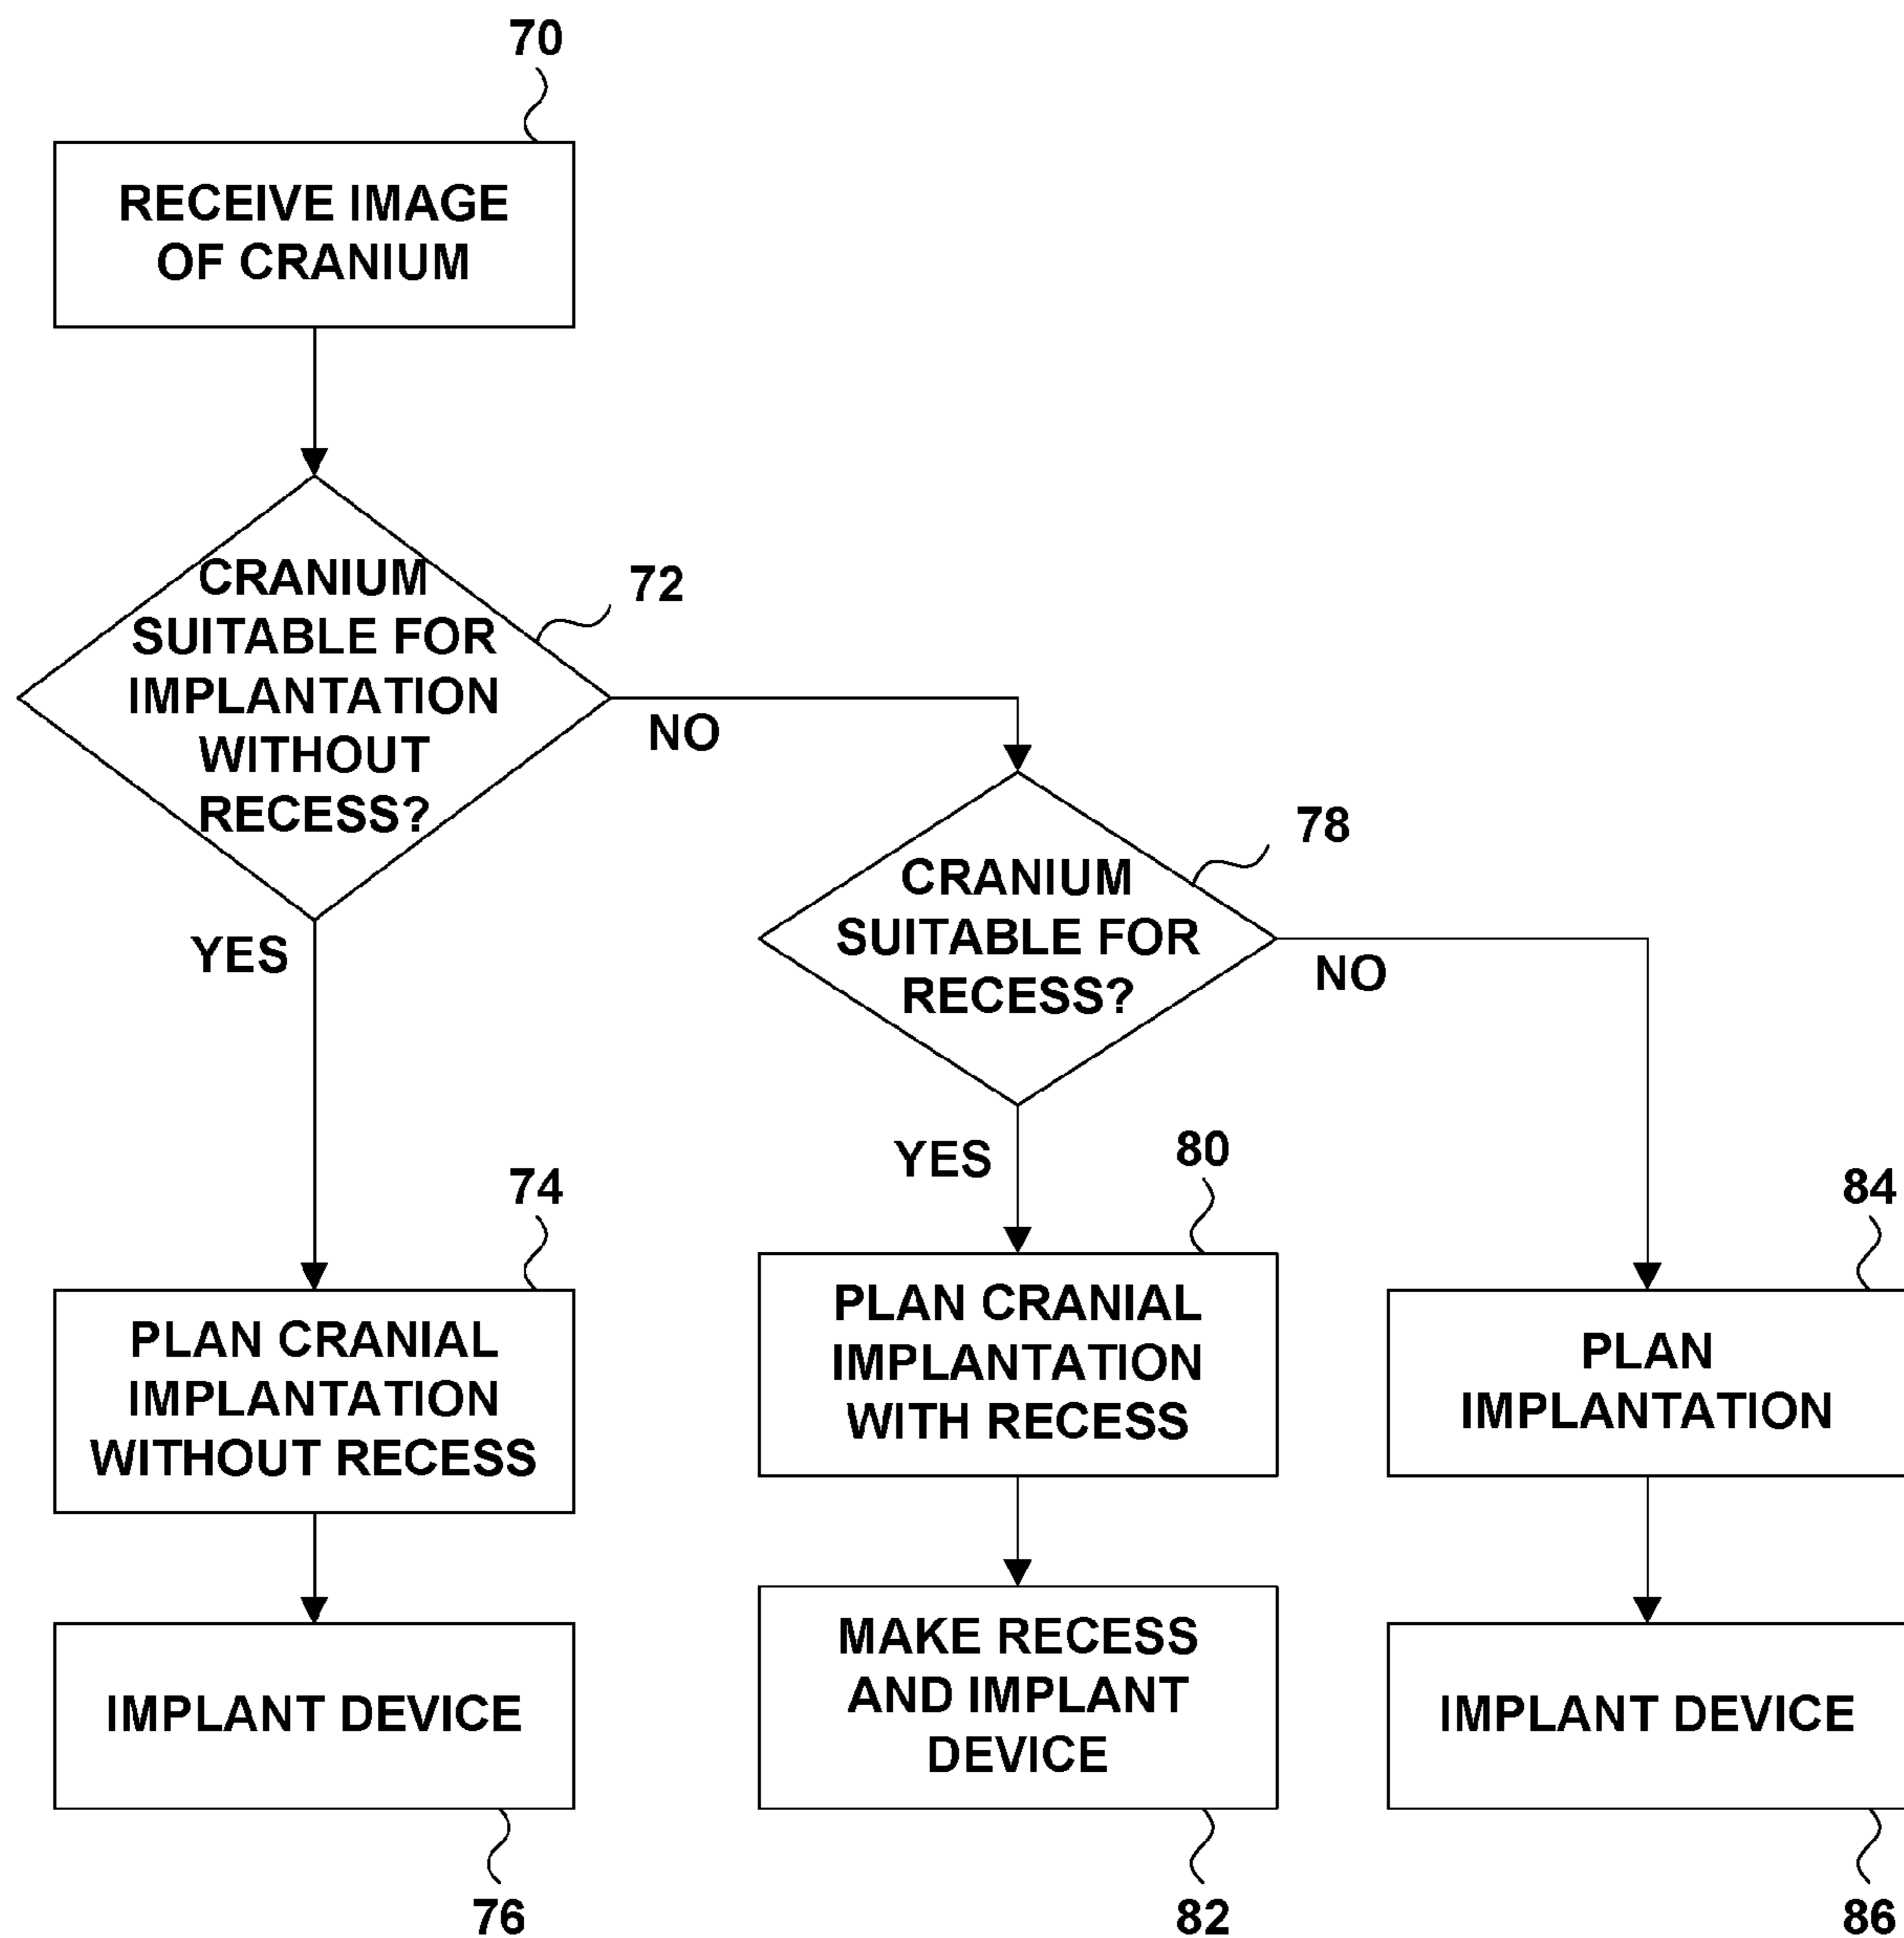 70
RECEIVE IMAGE
OF CRANIUM
72
CRANIUM
SUITABLE FOR
IMPLANTATION
WITHOUT
RECESS?
NO
YES
78
CRANIUM
SUITABLE FOR
RECESS?
NO
YES
74
PLAN CRANIAL
IMPLANTATION
WITHOUT RECESS
80
PLAN CRANIAL
IMPLANTATION
WITH RECESS
84
PLAN
IMPLANTATION
IMPLANT DEVICE
76
MAKE RECESS
AND IMPLANT
DEVICE
82
IMPLANT DEVICE
86